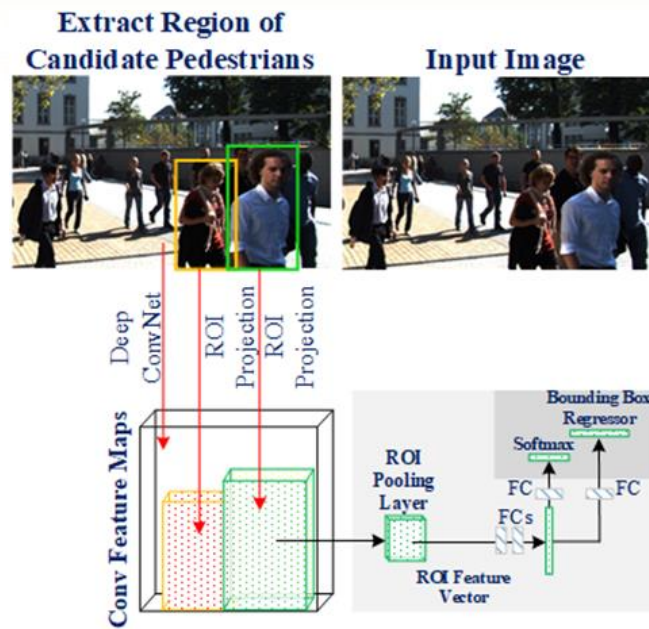 Extract Region of
Candidate Pedestrians
Input Image
Deep
ConvNet
ROI
Projection
ROI
Projection
Conv Feature Maps
ROI
Pooling
Layer
Bounding Box
Regressor
Softmax
FC
FC
FCs
ROI Feature
Vector